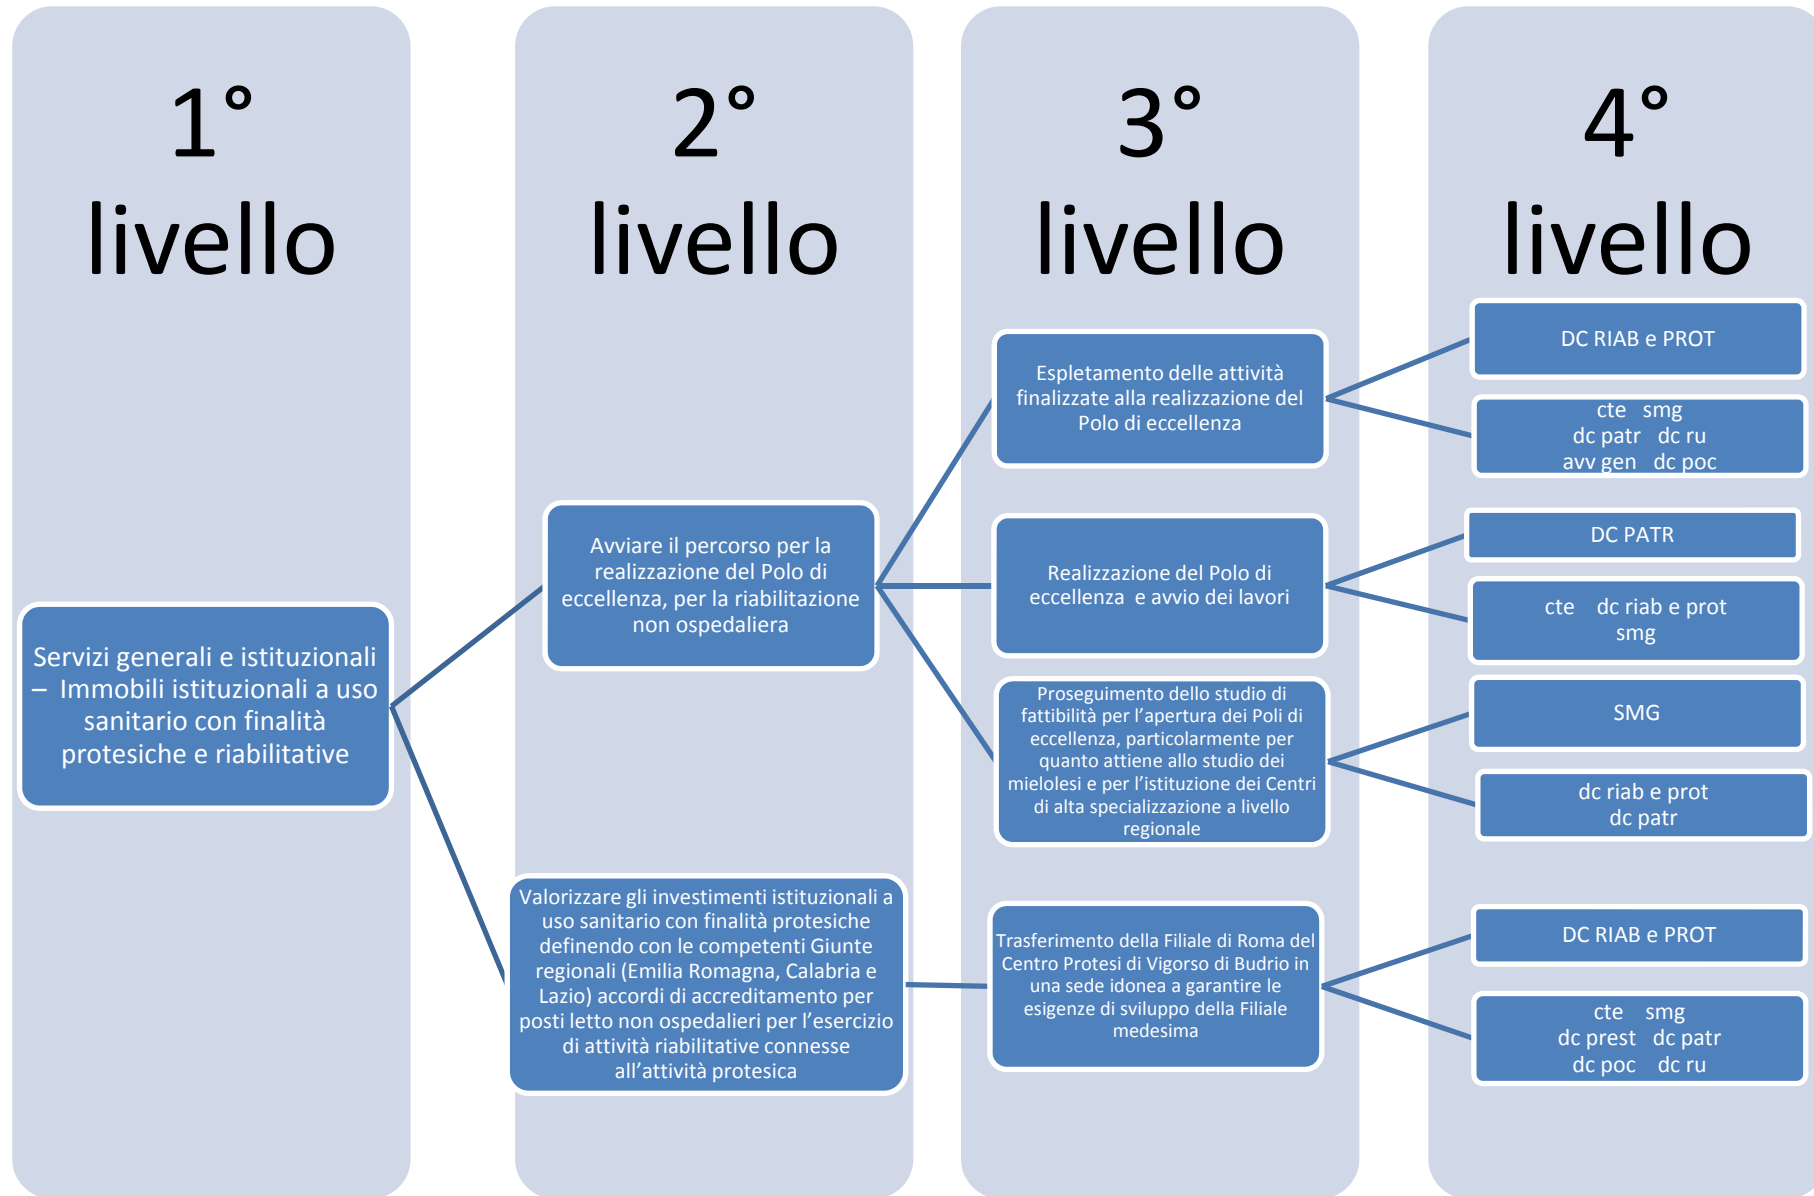 1°
livello
2°
livello
3°
livello
4°
livello
Servizi generali e istituzionali
– Immobili istituzionali a uso
sanitario con finalità
protesiche e riabilitative
Avviare il percorso per la
realizzazione del Polo di
eccellenza, per la riabilitazione
non ospedaliera
Valorizzare gli investimenti istituzionali a
uso sanitario con finalità protesiche
definendo con le competenti Giunte
regionali (Emilia Romagna, Calabria e
Lazio) accordi di accreditamento per
posti letto non ospedalieri per l'esercizio
di attività riabilitative connesse
all'attività protesica
Espletamento delle attività
finalizzate alla realizzazione del
Polo di eccellenza
Realizzazione del Polo di
eccellenza e avvio dei lavori
Proseguimento dello studio di
fattibilità per l'apertura dei Poli di
eccellenza, particolarmente per
quanto attiene allo studio dei
mielolesi e per l'istituzione dei Centri
di alta specializzazione a livello
regionale
Trasferimento della Filiale di Roma del
Centro Protesi di Vigorso di Budrio in
una sede idonea a garantire le
esigenze di sviluppo della Filiale
medesima
DC RIAB e PROT
cte smg
dc patr dc ru
avv gen dc poc
DC PATR
cte dc riab e prot
smg
SMG
dc riab e prot
dc patr
DC RIAB e PROT
cte smg
dc prest dc patr
dc poc dc ru